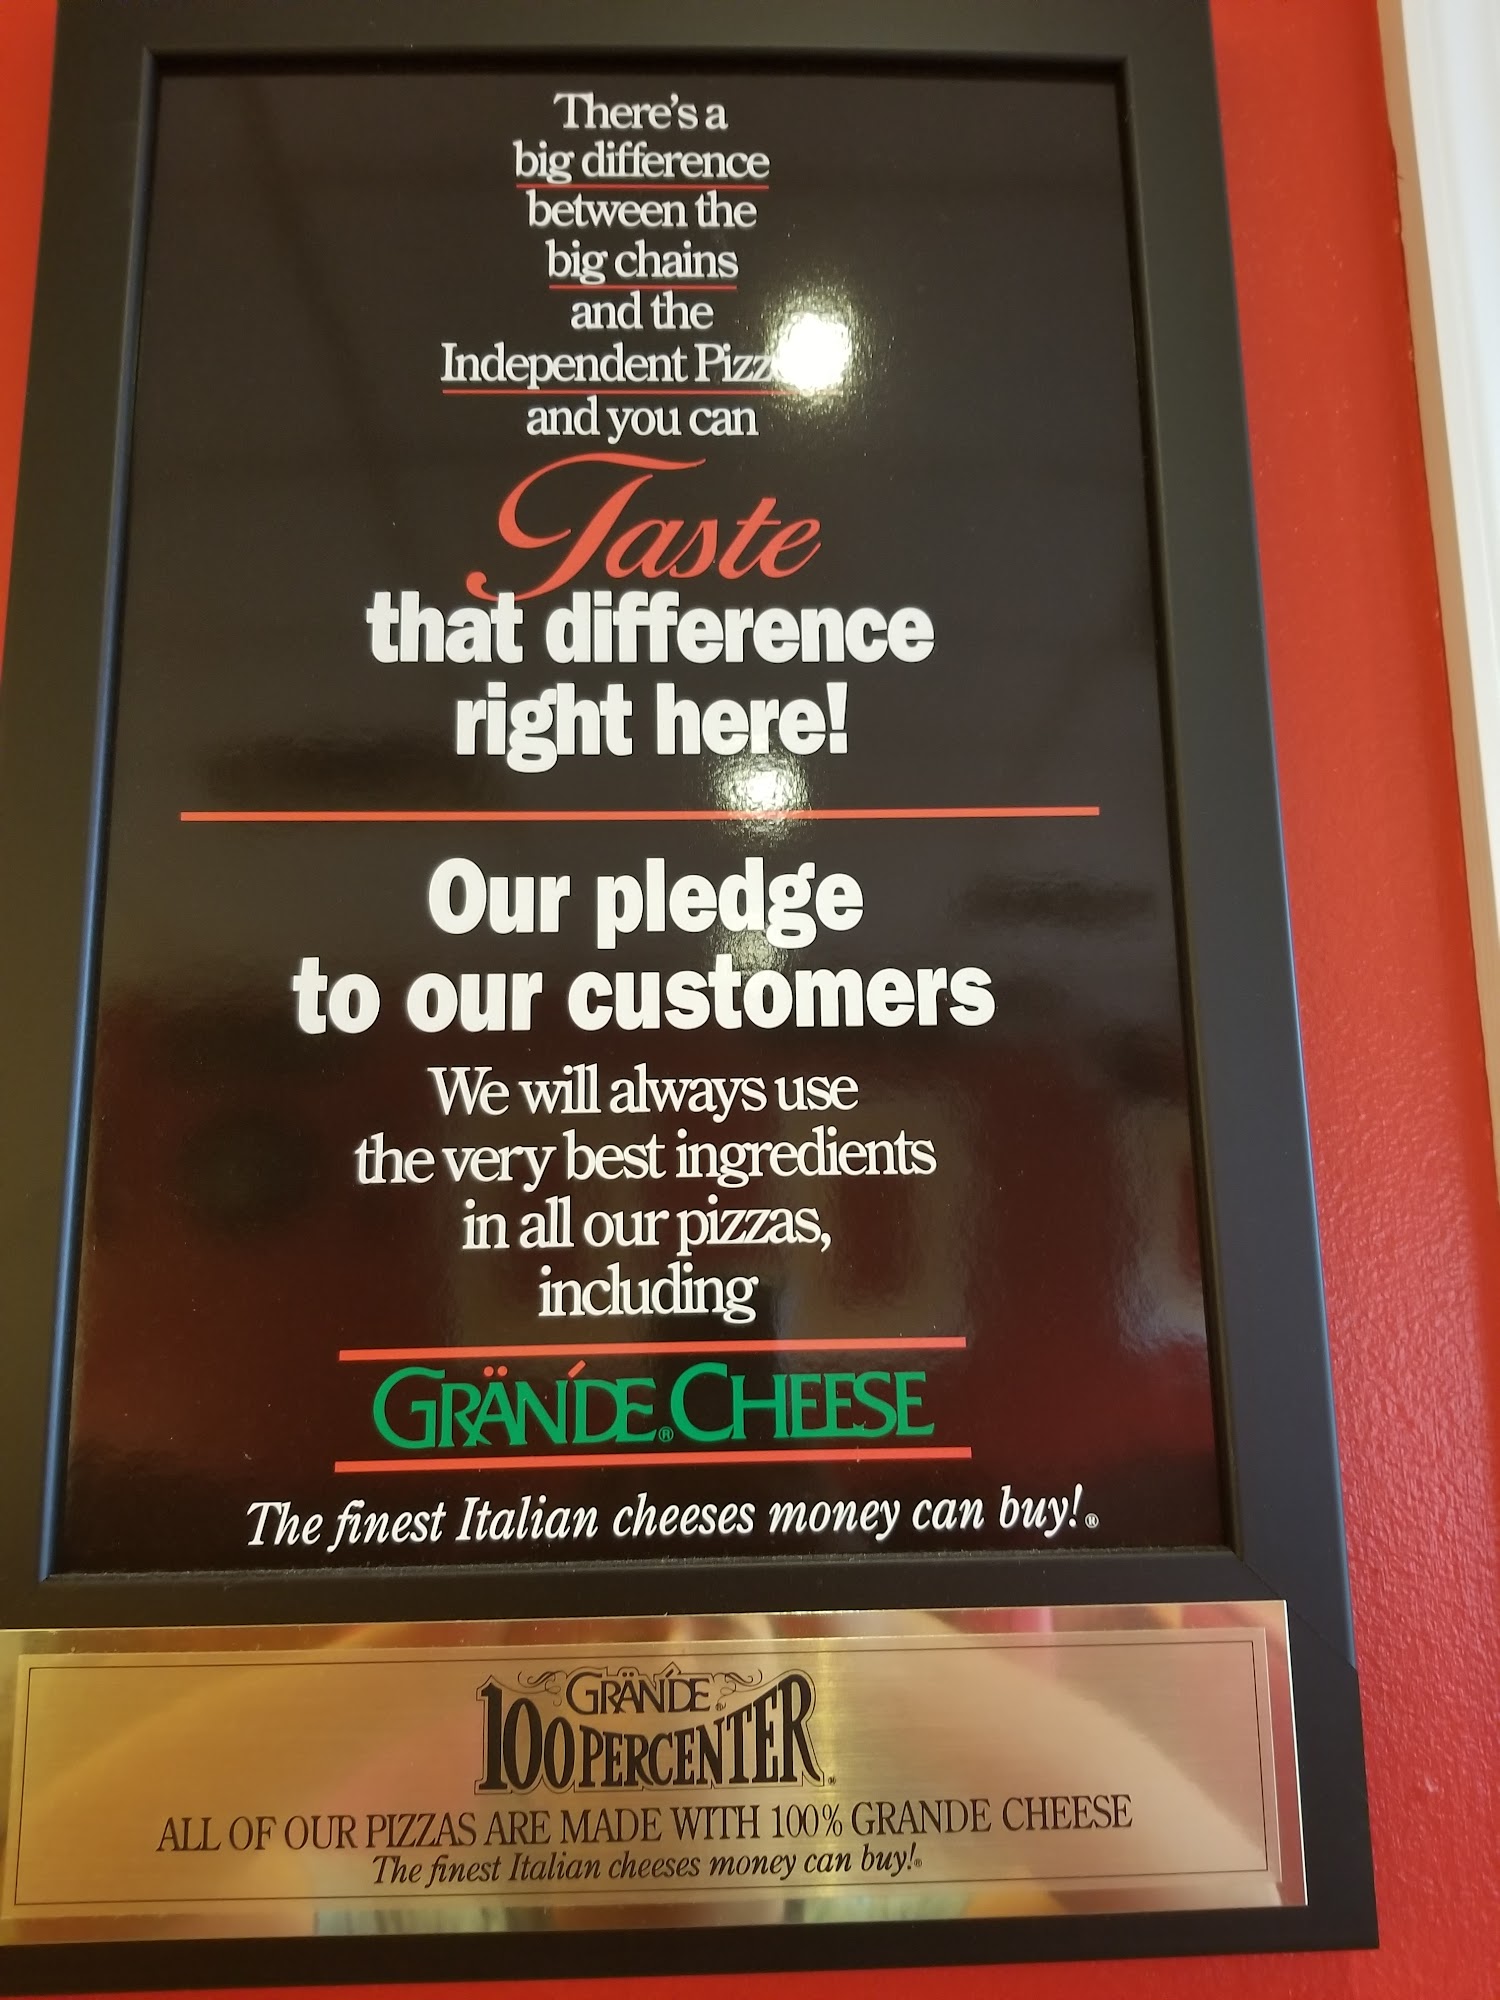 There's a
big difference
between the
big chains
and the
Independent
and you can
Taste
that difference
right here!
Our pledge
to our customers
We will always use
the very best ingredients
in all our pizzas,
including
GRÄNDÉ® CHEESE
The finest Italian cheeses money can buy!®
GRÄNDÉ®
100 PERCENTER
ALL OF OUR PIZZAS ARE MADE WITH 100% GRANDE CHEESE
The finest Italian cheeses money can buy!®